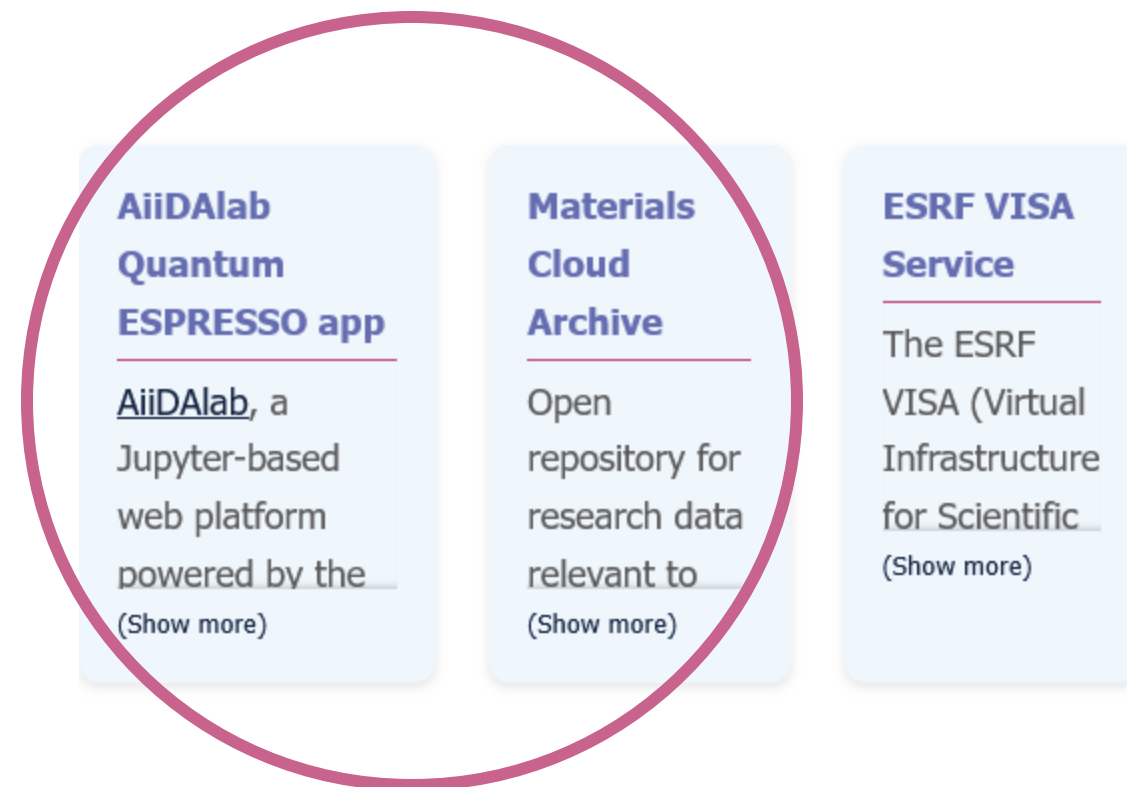 AiiDAlab
Quantum
ESPRESSO app
AiiDAlab, a
Jupyter-based
web platform
powered by the
(Show more)
Materials
Cloud
Archive
Open
repository for
research data
relevant to
(Show more)
ESRF VISA
Service
The ESRF
VISA (Virtual
Infrastructure
for Scientific
(Show more)